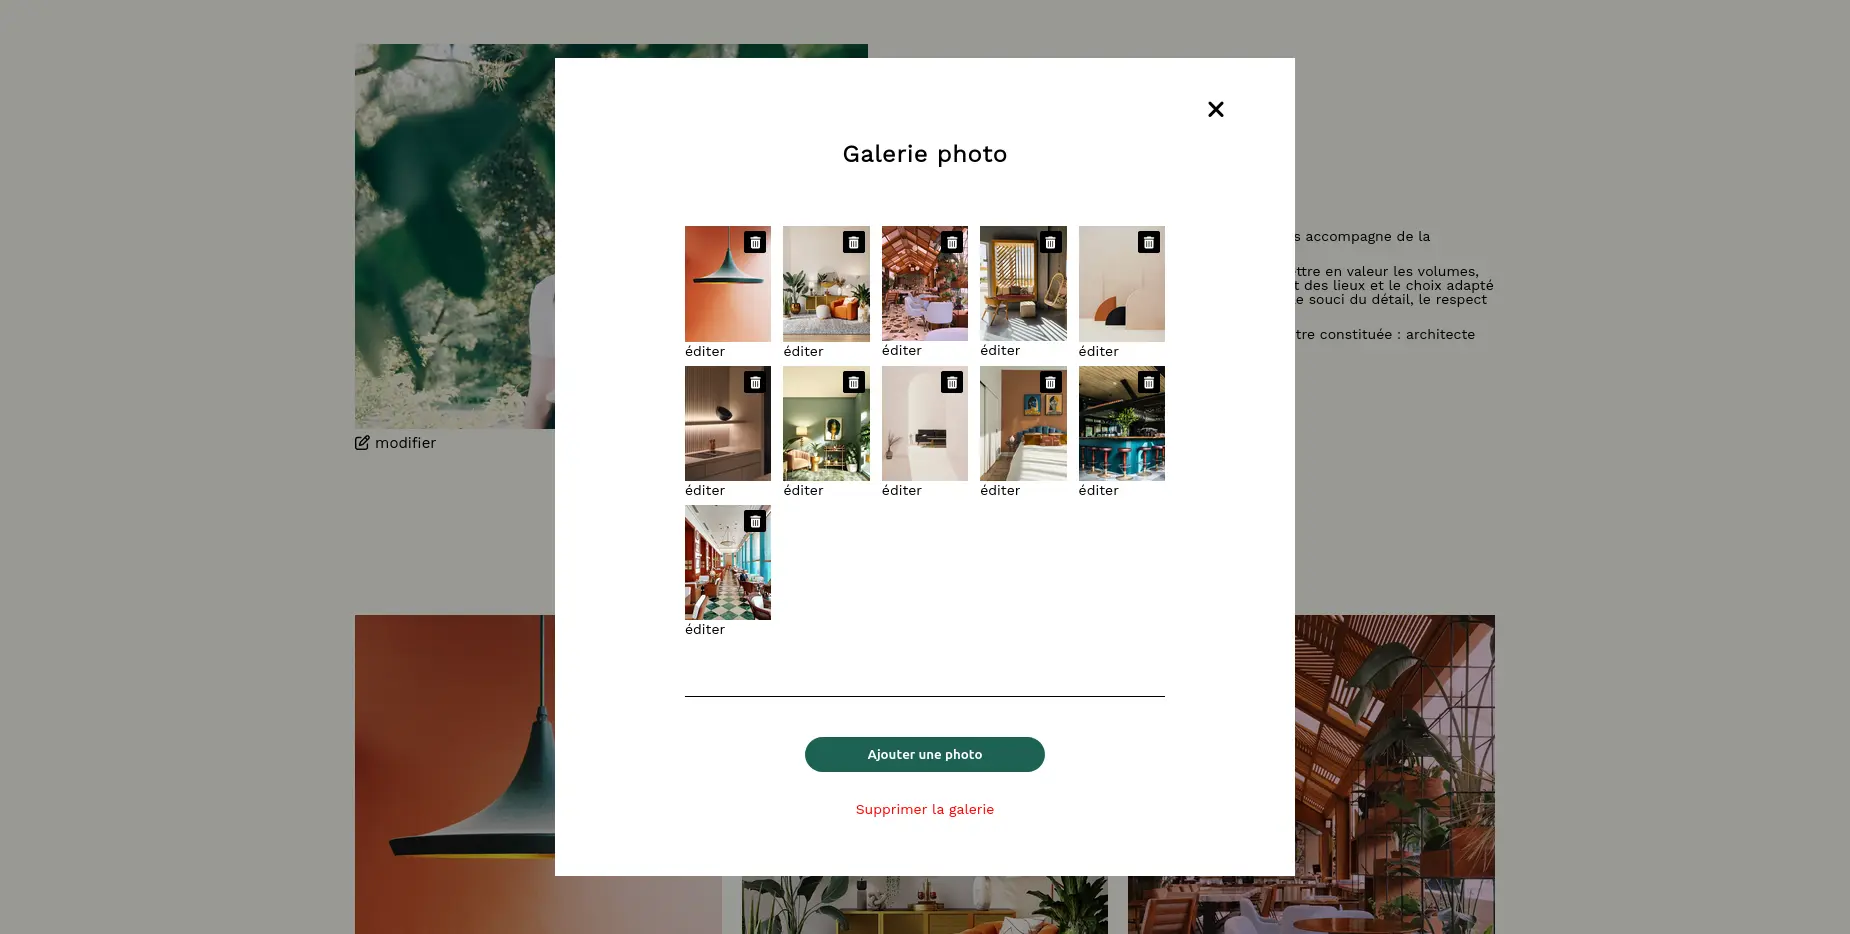 Galerie photo
s accompagne de la
ttre en valeur les volumes,
t des lieux et le choix adapté
e souci du détail, le respect
tre constituée : architecte
éditer éditer éditer éditer éditer
modifier
éditer éditer éditer éditer éditer
éditer
Ajouter une photo
Supprimer la galerie